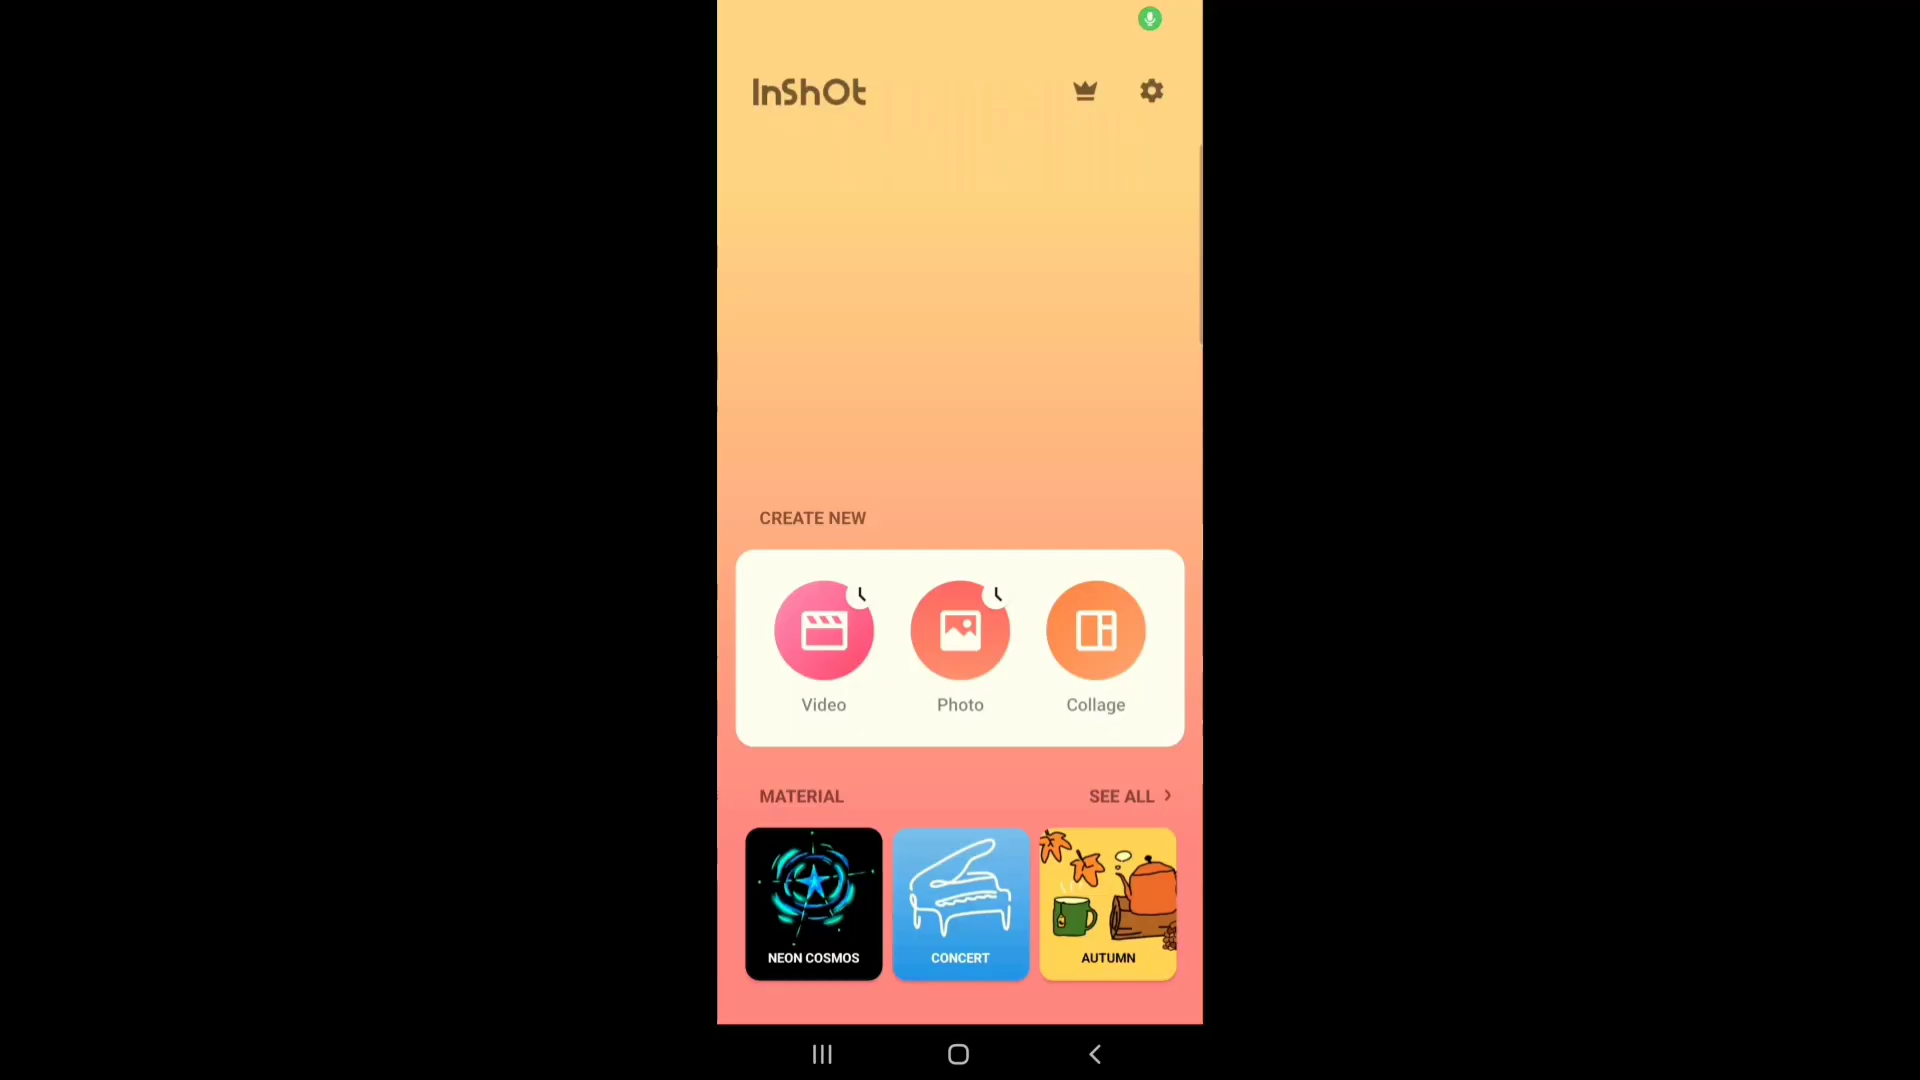 InShOt
CREATE NEW
Video Photo Collage
MATERIAL SEE ALL >
NEON COSMOS CONCERT AUTUMN